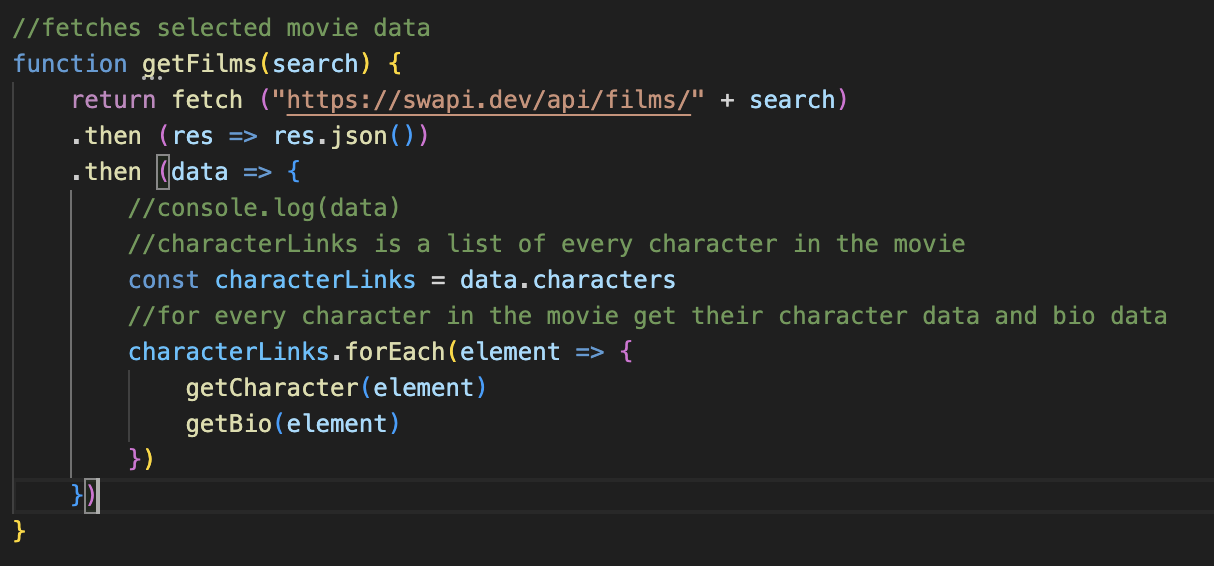 //fetches selected movie data
function getFilms(search) {
    return fetch ("https://swapi.dev/api/films/" + search)
    .then (res => res.json())
    .then (data => {
        //console.log(data)
        //characterLinks is a list of every character in the movie
        const characterLinks = data.characters
        //for every character in the movie get their character data and bio data
        characterLinks.forEach(element => {
            getCharacter(element)
            getBio(element)
        })
    })
}